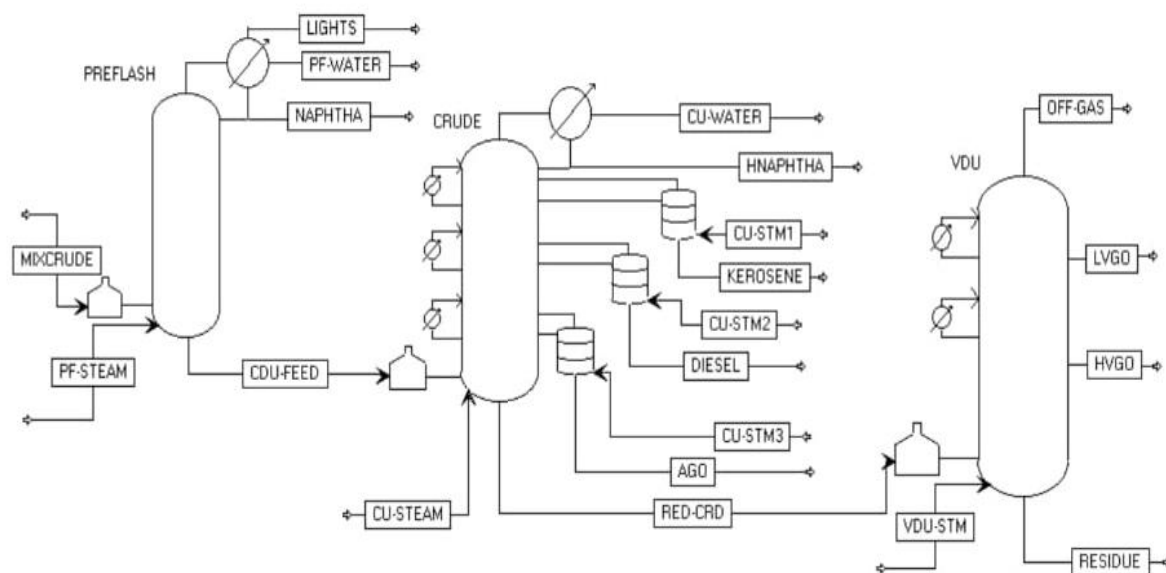 LIGHTS
PREFLASH
PF-WATER
NAPHTHA
CRUDE
CU-WATER
HNAPHTHA
OFF-GAS
VDU
MIXCRUDE
CU-STM1
KEROSENE
LVGO
CU-STM2
PF-STEAM
CDU-FEED
DIESEL
HVGO
CU-STM3
AGO
CU-STEAM
RED-CRD
VDU-STM
RESIDUE